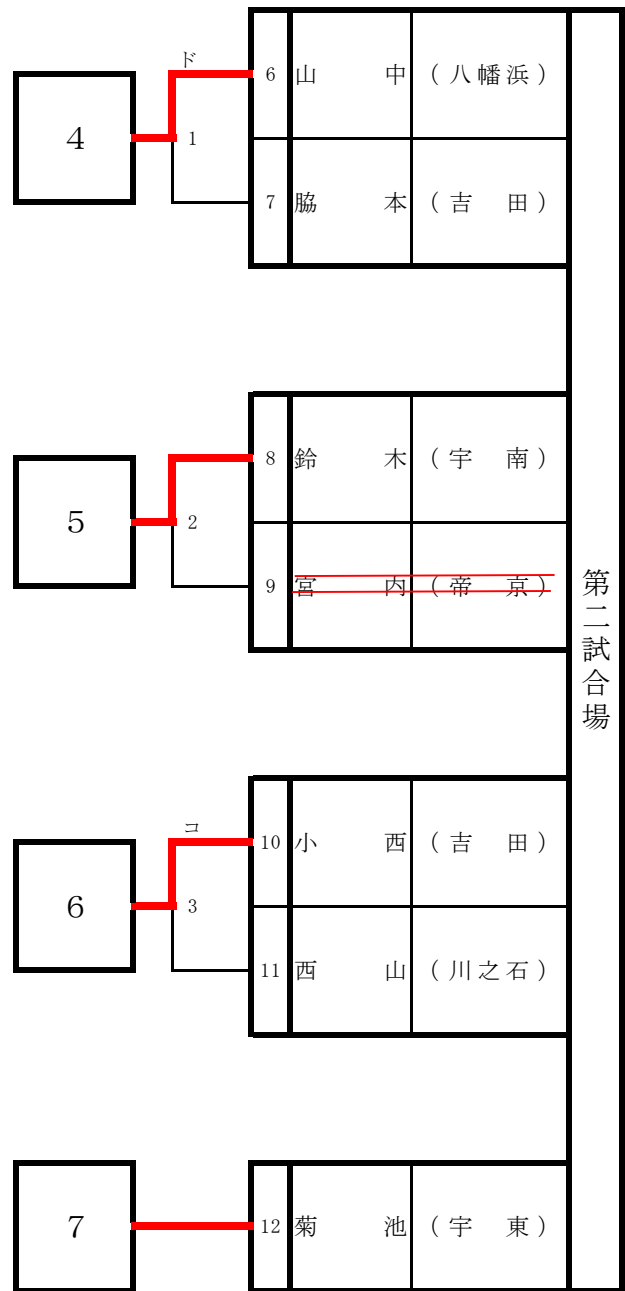 ド
6 山 中 （八幡浜）
4
1
7 脇 本 （吉 田）
8 鈴 木 （宇 南）
5
2
9 宮 内 （帝 京）
第二試合場
コ
10 小 西 （吉 田）
6
3
11 西 山 （川之石）
7
12 菊 池 （宇 東）